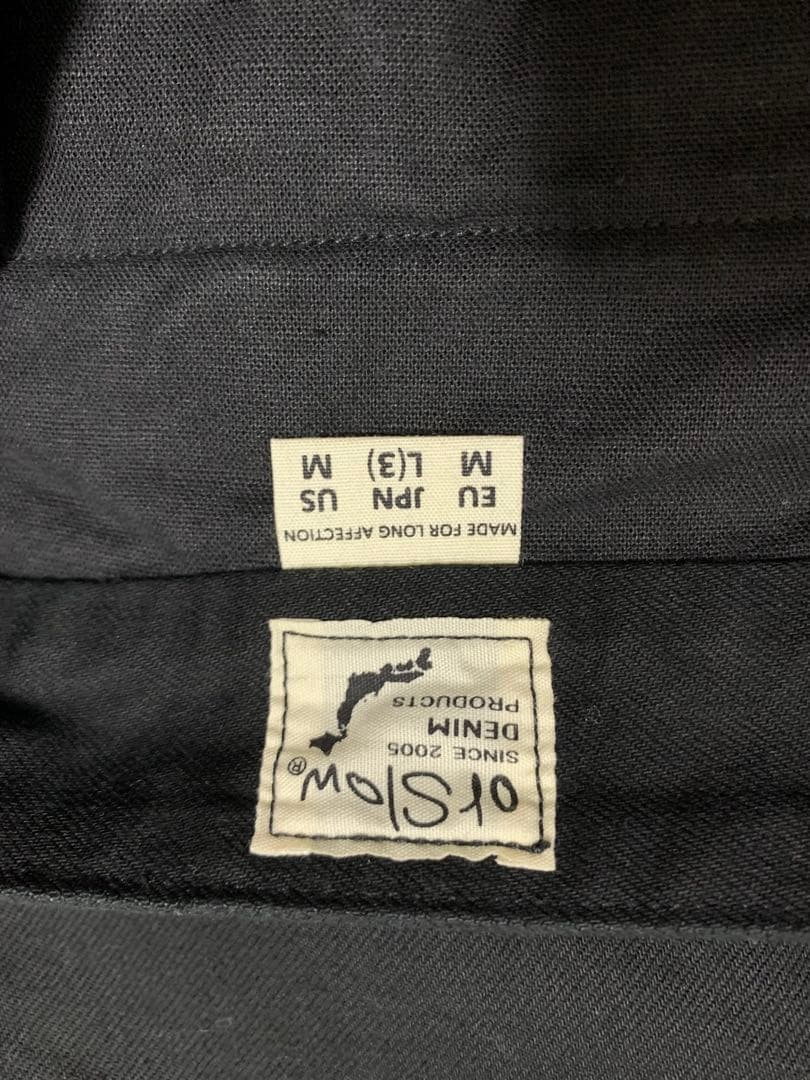 orSlow®
SINCE 2005
DENIM
PRODUCTS
MADE FOR LONG AFFECTION
EU JPN US
M L(3) M